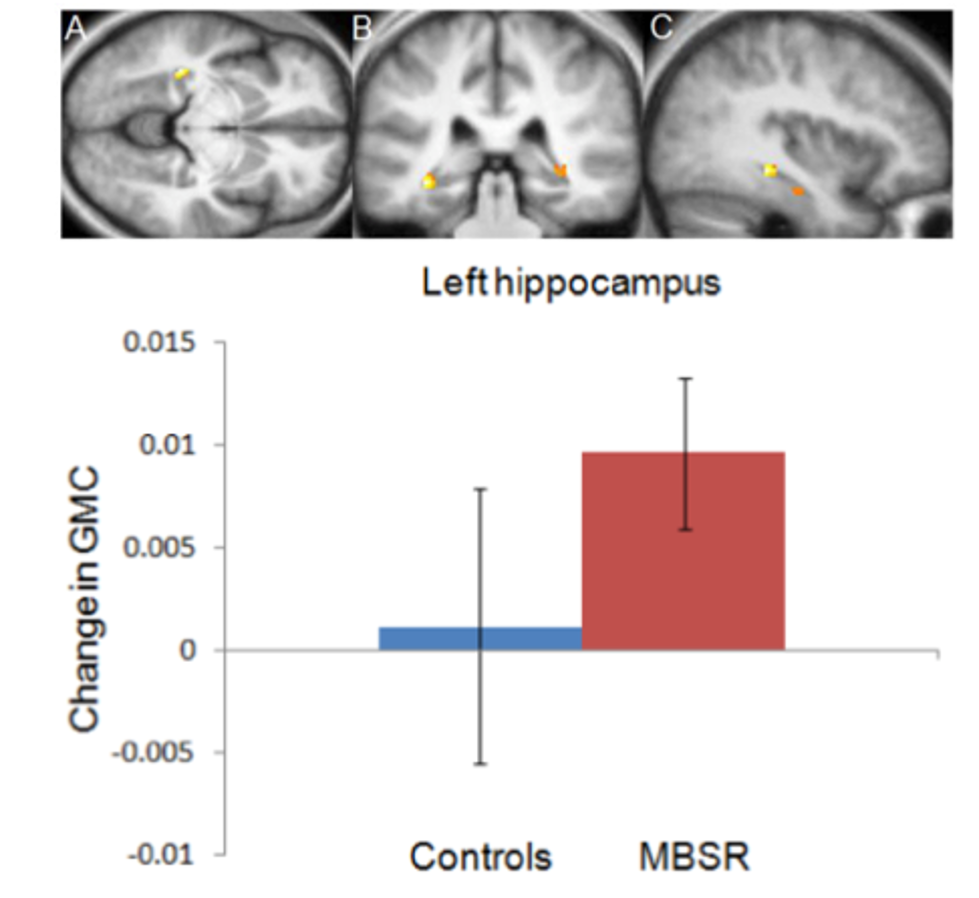 A B C
Left hippocampus
0.015
0.01
0.005
0
-0.005
-0.01
Change in GMC
Controls MBSR